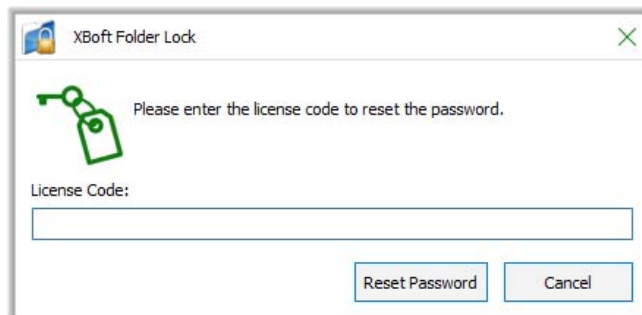 XBoft Folder Lock
Please enter the license code to reset the password.
License Code:
Reset Password Cancel